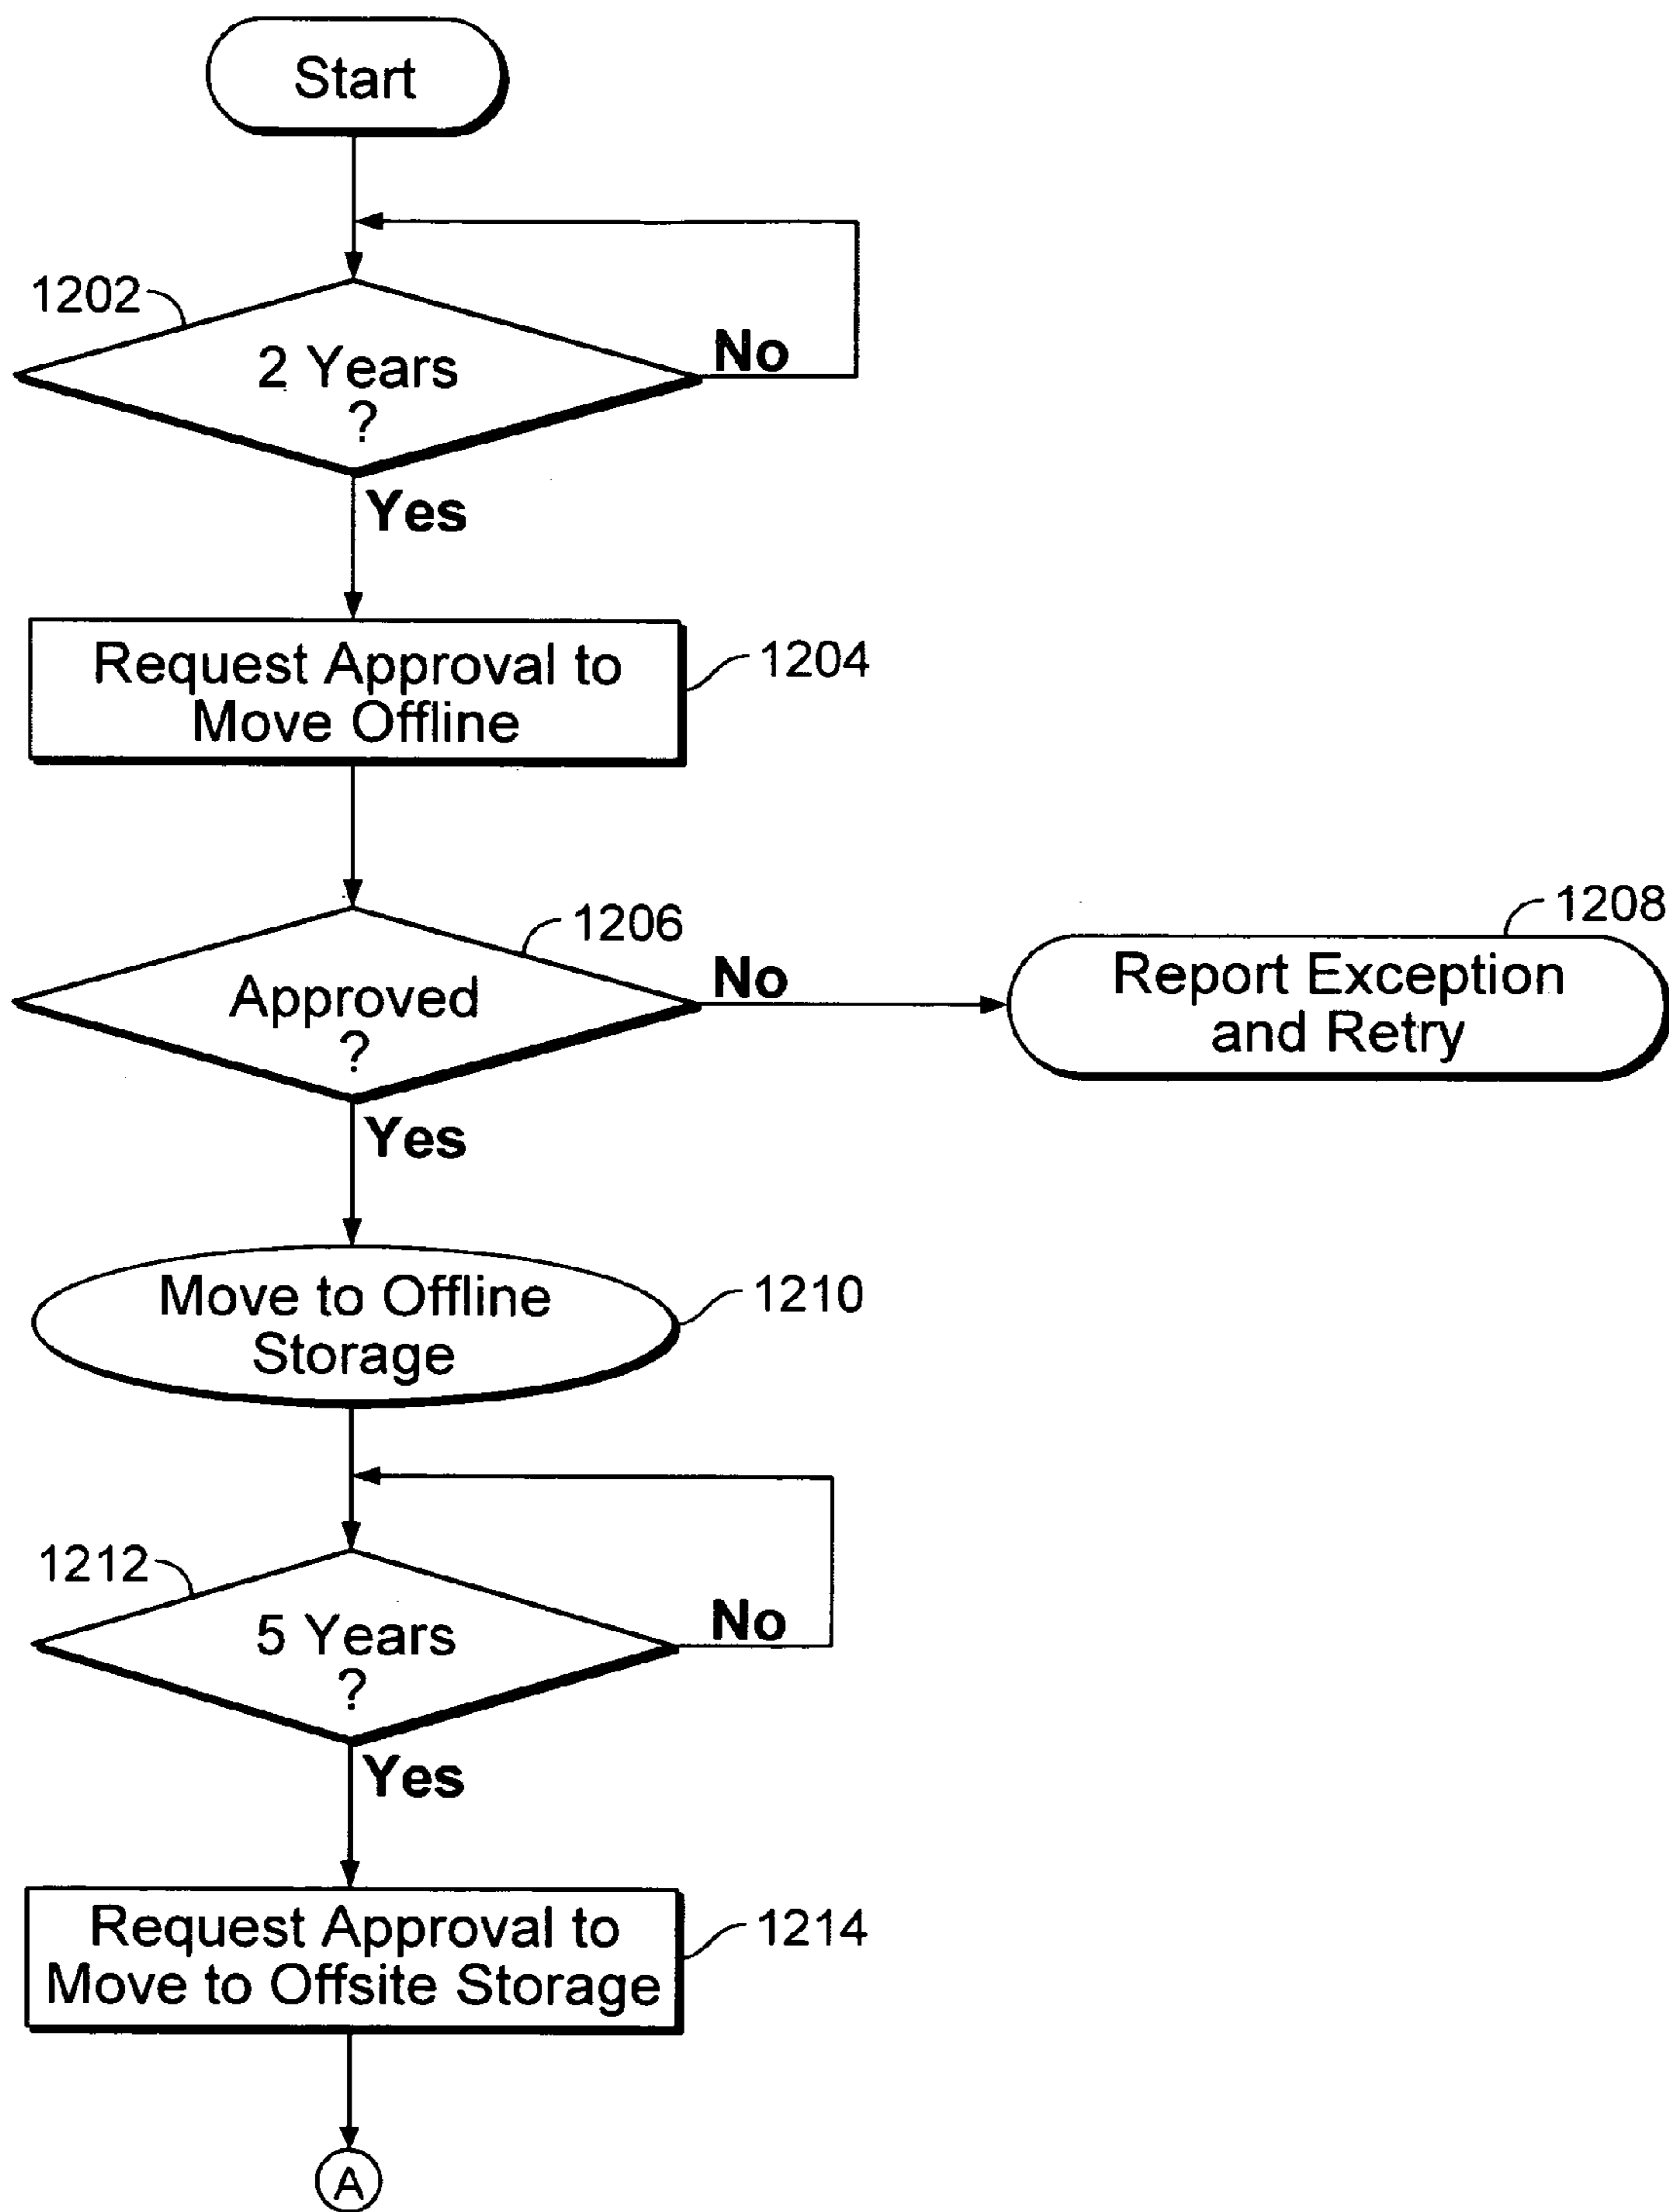 Start
1202
2 Years
?
No
Yes
Request Approval to
Move Offline
1204
1206
Approved
?
No
1208
Report Exception
and Retry
Yes
Move to Offline
Storage
1210
1212
5 Years
?
No
Yes
Request Approval to
Move to Offsite Storage
1214
A